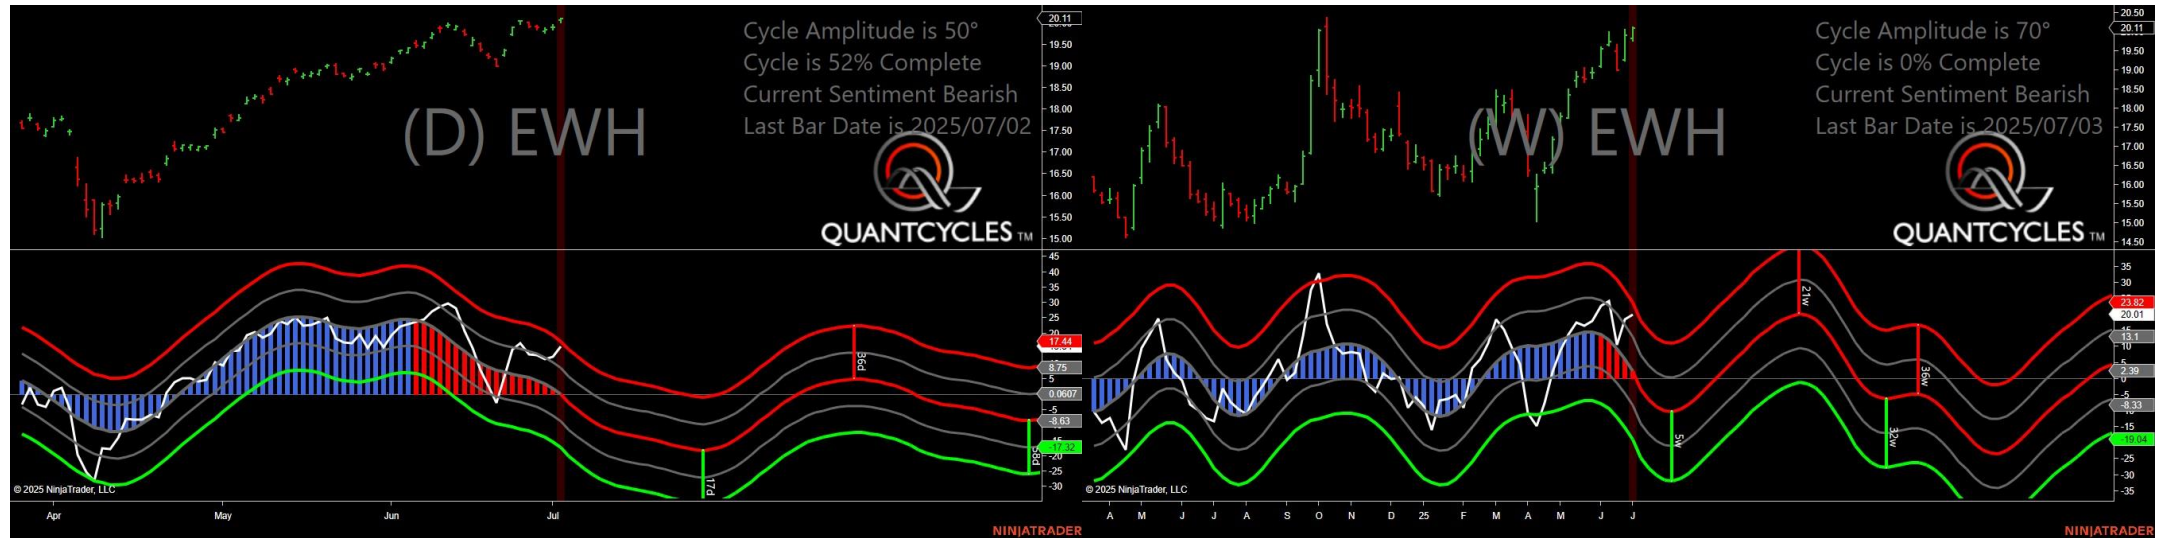 Cycle Amplitude is 50°
Cycle is 52% Complete
Current Sentiment Bearish
Last Bar Date is 2025/07/02
(D) EWH
QUANTCYCLES TM
20.11
19.50
19.00
18.50
18.00
17.50
17.00
16.50
16.00
15.50
15.00
45
40
35
30
25
20
17.44
8.75
5
0.0607
-5
-8.63
-17.32
-20
-25
-30
36d
17d
58d
© 2025 NinjaTrader, LLC
Apr May Jun Jul
NINJATRADER
Cycle Amplitude is 70°
Cycle is 0% Complete
Current Sentiment Bearish
Last Bar Date is 2025/07/03
(W) EWH
QUANTCYCLES TM
20.50
20.11
19.50
19.00
18.50
18.00
17.50
17.00
16.50
16.00
15.50
15.00
14.50
35
30
23.82
20.01
15
13.1
10
2.39
0
-5
-8.33
-15
-19.04
-25
-30
-35
21w
36w
5w
32w
© 2025 NinjaTrader, LLC
A M J J A S O N D 25 F M A M J J
NINJATRADER